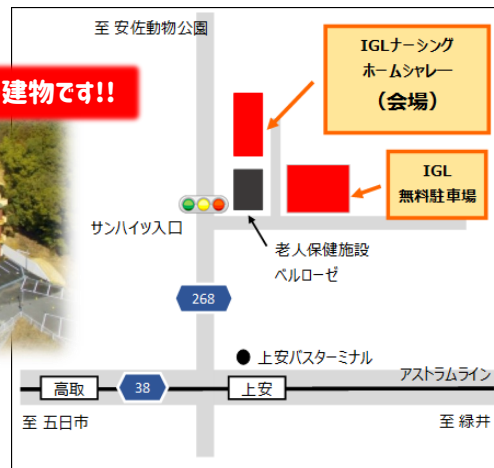 至 安佐動物公園
建物です!!
IGLナーシング
ホームシャレー
(会場)
IGL
無料駐車場
サンハイツ入口
老人保健施設
ベルローゼ
268
上安バスターミナル
アストラムライン
高取
38
上安
至 五日市
至 緑井